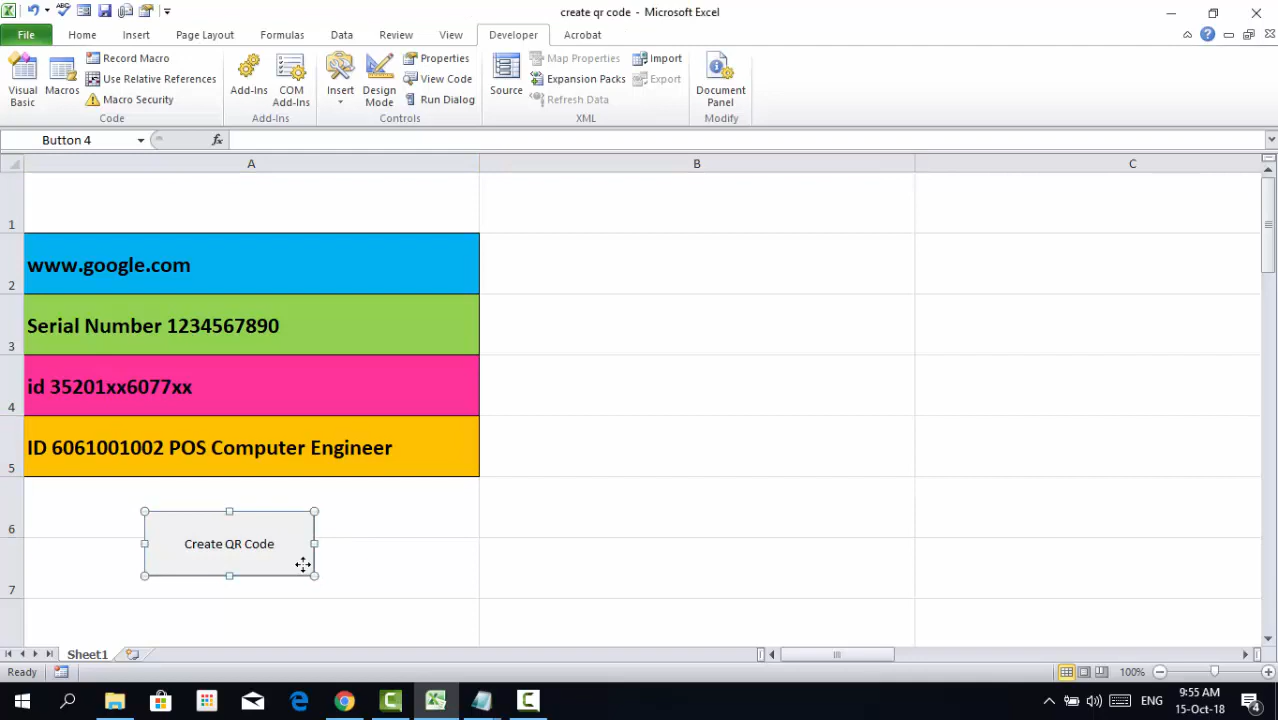 create qr code - Microsoft Excel
File Home Insert Page Layout Formulas Data Review View Developer Acrobat
Visual Basic
Macros
Record Macro
Use Relative References
Macro Security
Code
Add-Ins
COM Add-Ins
Add-Ins
Insert
Design Mode
Properties
View Code
Run Dialog
Controls
Source
Map Properties
Expansion Packs
Refresh Data
Import
Export
XML
Document Panel
Modify
Button 4
fx
A B C
1
2 www.google.com
3 Serial Number 1234567890
4 id 35201xx6077xx
5 ID 6061001002 POS Computer Engineer
6
Create QR Code
7
Sheet1
Ready
100%
ENG
9:55 AM
15-Oct-18
4